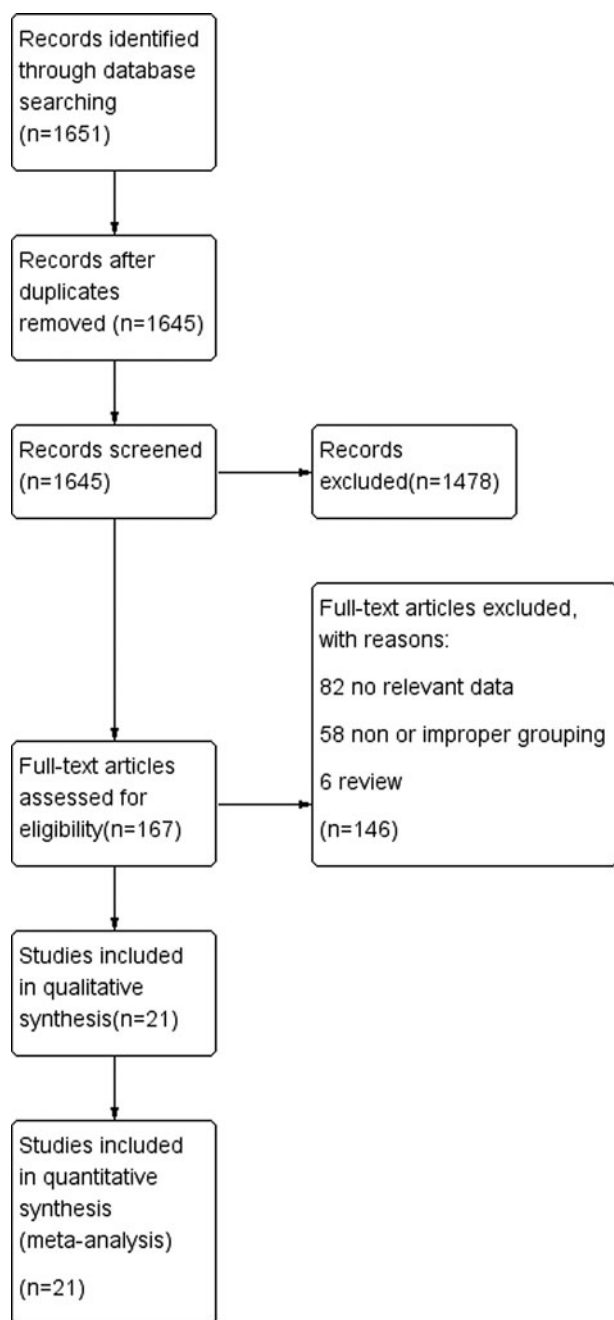 Records identified
through database
searching
(n=1651)
Records after
duplicates
removed (n=1645)
Records screened
(n=1645)
Records
excluded(n=1478)
Full-text articles excluded,
with reasons:
82 no relevant data
58 non or improper grouping
6 review
(n=146)
Full-text articles
assessed for
eligibility(n=167)
Studies included
in qualitative
synthesis(n=21)
Studies included
in quantitative
synthesis
(meta-analysis)
(n=21)